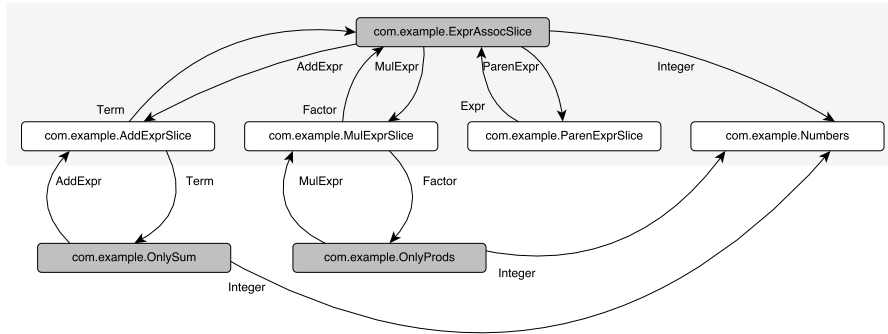 com.example.ExprAssocSlice
AddExpr
MulExpr
ParenExpr
Integer
Term
Factor
Expr
com.example.AddExprSlice
com.example.MulExprSlice
com.example.ParenExprSlice
com.example.Numbers
AddExpr
Term
MulExpr
Factor
com.example.OnlySum
com.example.OnlyProds
Integer
Integer